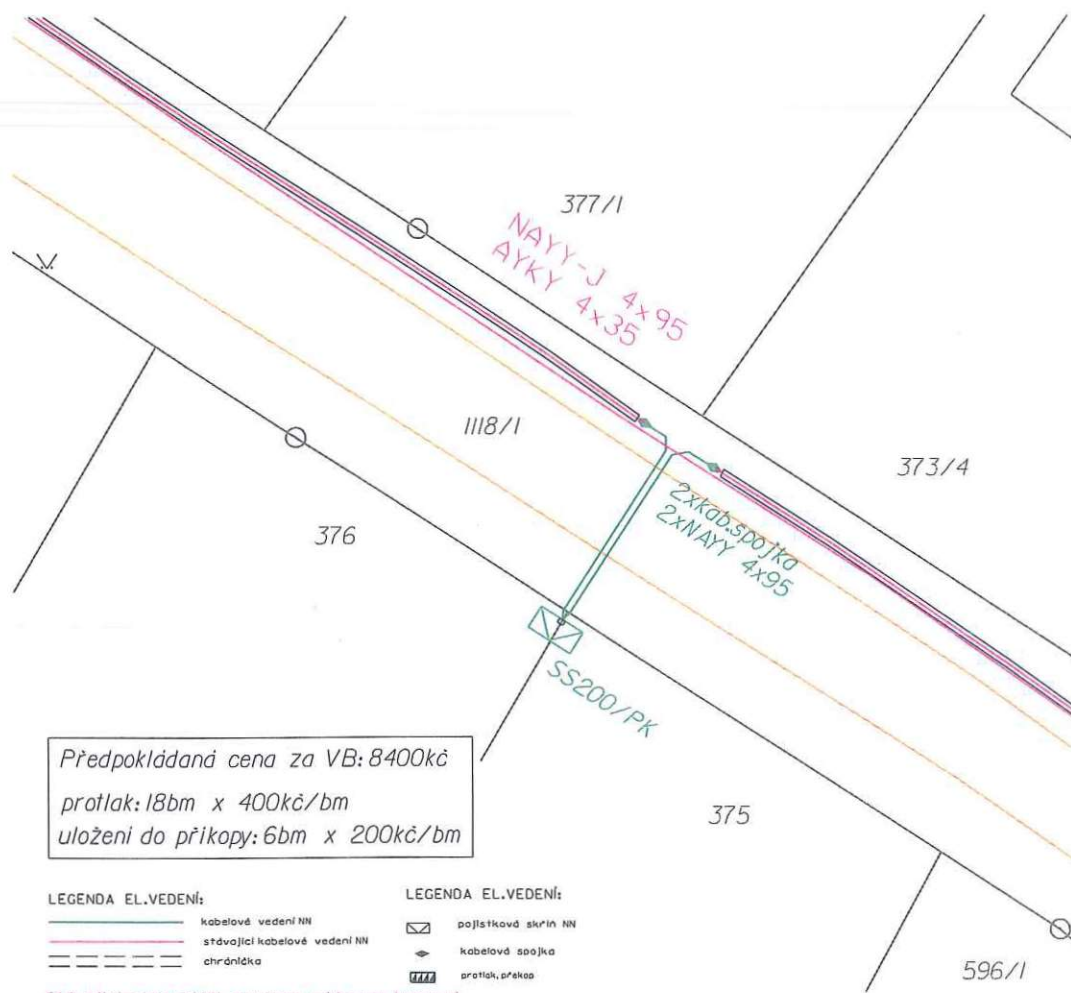 377/1
NAYY-J 4x95
AYKY 4x35
1118/1
373/4
2xkab.spojka
2xNAYY 4x95
376
SS200/PK
375
596/1
Předpokládaná cena za VB: 8400kč
protlak: 18bm x 400kč/bm
uložení do příkopy: 6bm x 200kč/bm
LEGENDA EL.VEDENÍ:
kabelové vedení NN
stávající kabelové vedení NN
chránička
LEGENDA EL.VEDENÍ:
pojistková skříň NN
kabelová spojka
protlak, překop